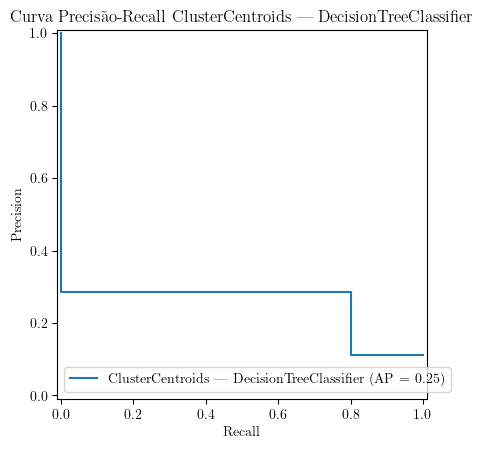 Curva Precisão-Recall ClusterCentroids — DecisionTreeClassifier
1.0
0.8
0.6
0.4
0.2
0.0
Precision
ClusterCentroids — DecisionTreeClassifier (AP = 0.25)
0.0 0.2 0.4 0.6 0.8 1.0
Recall